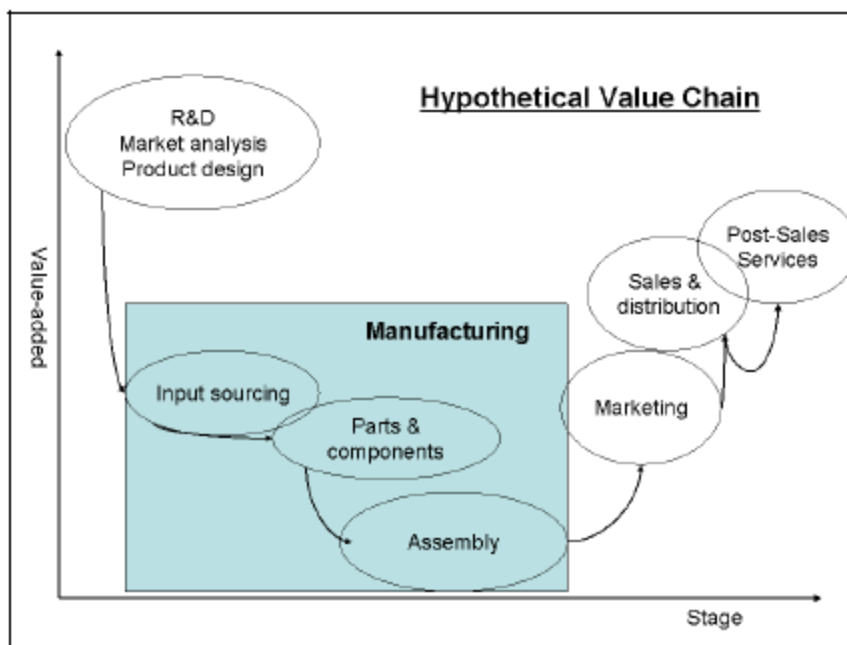 Hypothetical Value Chain
R&D
Market analysis
Product design
Value-added
Post-Sales
Services
Sales &
distribution
Manufacturing
Input sourcing
Parts &
components
Marketing
Assembly
Stage